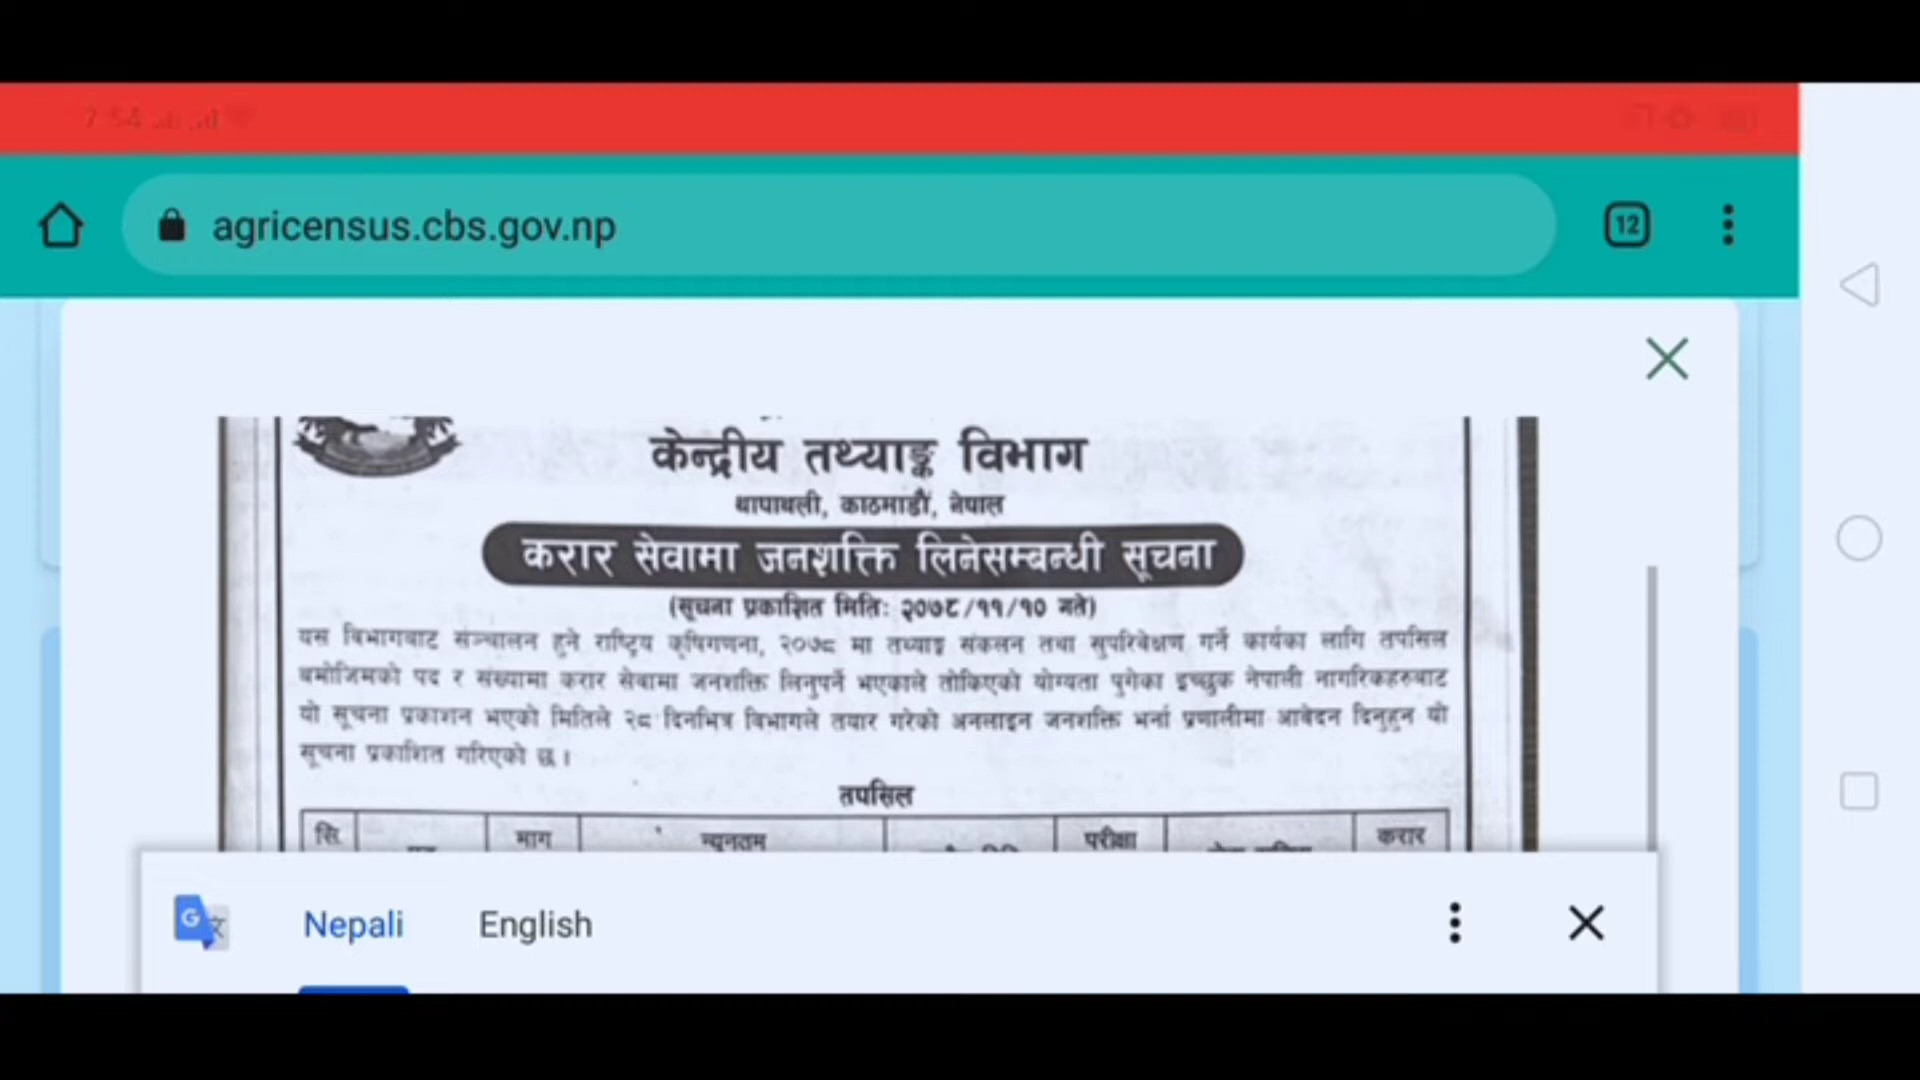 7:54
agricensus.cbs.gov.np
12
केन्द्रीय तथ्याङ्क विभाग
थापाथली, काठमाडौं, नेपाल
करार सेवामा जनशक्ति लिनेसम्बन्धी सूचना
(सूचना प्रकाशित मितिः २०७८/११/१० गते)
यस विभागबाट संञ्चालन हुने राष्ट्रिय कृषिगणना, २०७८ मा तथ्याङ्क संकलन तथा सुपरिवेक्षण गर्ने कार्यका लागि तपसिल
बमोजिमको पद र संख्यामा करार सेवामा जनशक्ति लिनुपर्ने भएकाले तोकिएको योग्यता पुगेका इच्छुक नेपाली नागरिकहरुबाट
यो सूचना प्रकाशन भएको मितिले २८ दिनभित्र विभागले तयार गरेको अनलाइन जनशक्ति भर्ना प्रणालीमा आवेदन दिनुहुन यो
सूचना प्रकाशित गरिएको छ।
तपसिल
सि. माग न्यूनतम परीक्षा करार
Nepali English